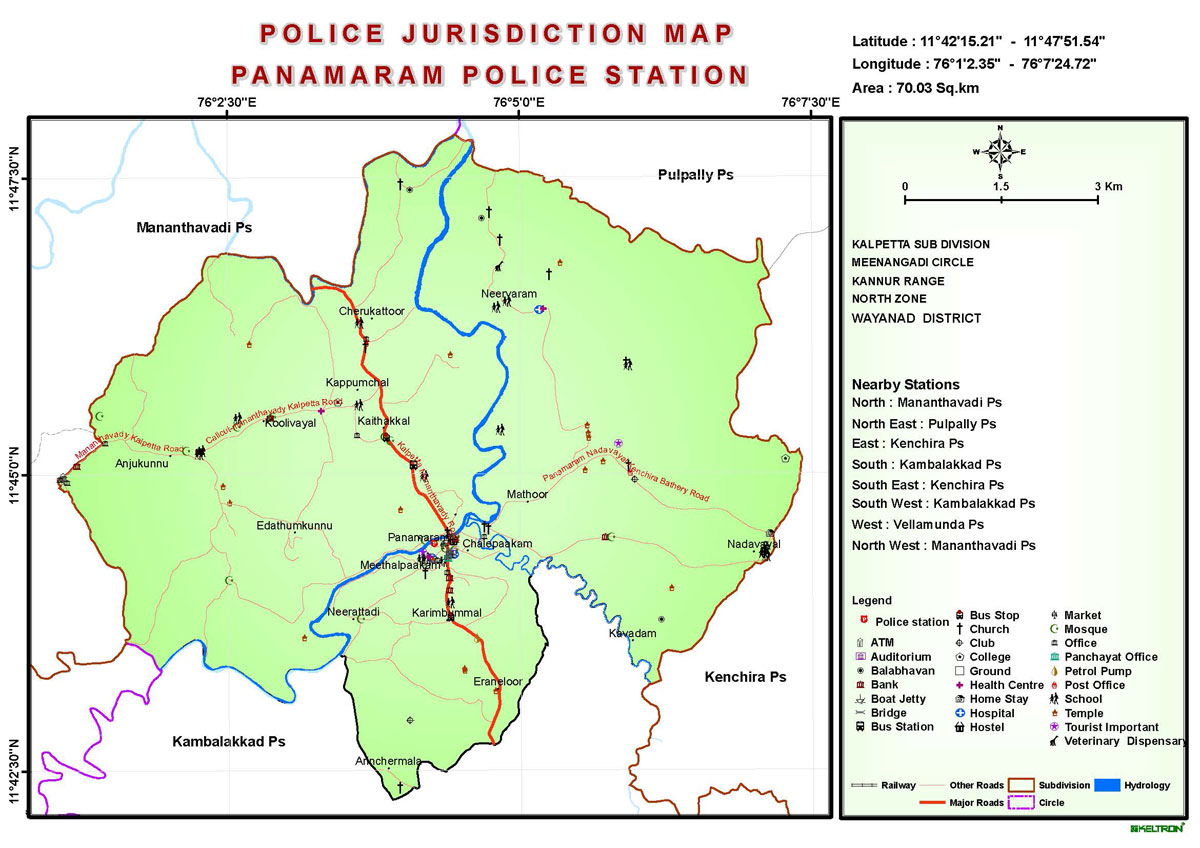 POLICE JURISDICTION MAP
PANAMARAM POLICE STATION
Latitude : 11°42'15.21" - 11°47'51.54"
Longitude : 76°1'2.35" - 76°7'24.72"
Area : 70.03 Sq.km
76°2'30"E
76°5'0"E
76°7'30"E
11°47'30"N
11°45'0"N
11°42'30"N
Pulpally Ps
Mananthavadi Ps
Neervaram
Cherukattoor
Kappumchal
Calicut Mananthavady Kalpetta Road
Koolivayal
Kaithakkal
Mananthavady Kalpetta Road
Anjukunnu
Kalpetta Mananthavady Road
Panamaram Nadavayal Kenchira Bathery Road
Mathoor
Edathumkunnu
Panamaram
Chalepaakam
Nadavayal
Meethalpaakam
Neerattadi
Karimbummal
Kavadam
Eraneloor
Kenchira Ps
Kambalakkad Ps
Annchermala
N
W
E
S
0
1.5
3 Km
KALPETTA SUB DIVISION
MEENANGADI CIRCLE
KANNUR RANGE
NORTH ZONE
WAYANAD DISTRICT
Nearby Stations
North : Mananthavadi Ps
North East : Pulpally Ps
East : Kenchira Ps
South : Kambalakkad Ps
South East : Kenchira Ps
South West : Kambalakkad Ps
West : Vellamunda Ps
North West : Mananthavadi Ps
Legend
Police station
ATM
Auditorium
Balabhavan
Bank
Boat Jetty
Bridge
Bus Station
Bus Stop
Church
Club
College
Ground
Health Centre
Home Stay
Hospital
Hostel
Market
Mosque
Office
Panchayat Office
Petrol Pump
Post Office
School
Temple
Tourist Important
Veterinary Dispensary
Railway
Other Roads
Subdivision
Hydrology
Major Roads
Circle
KELTRON